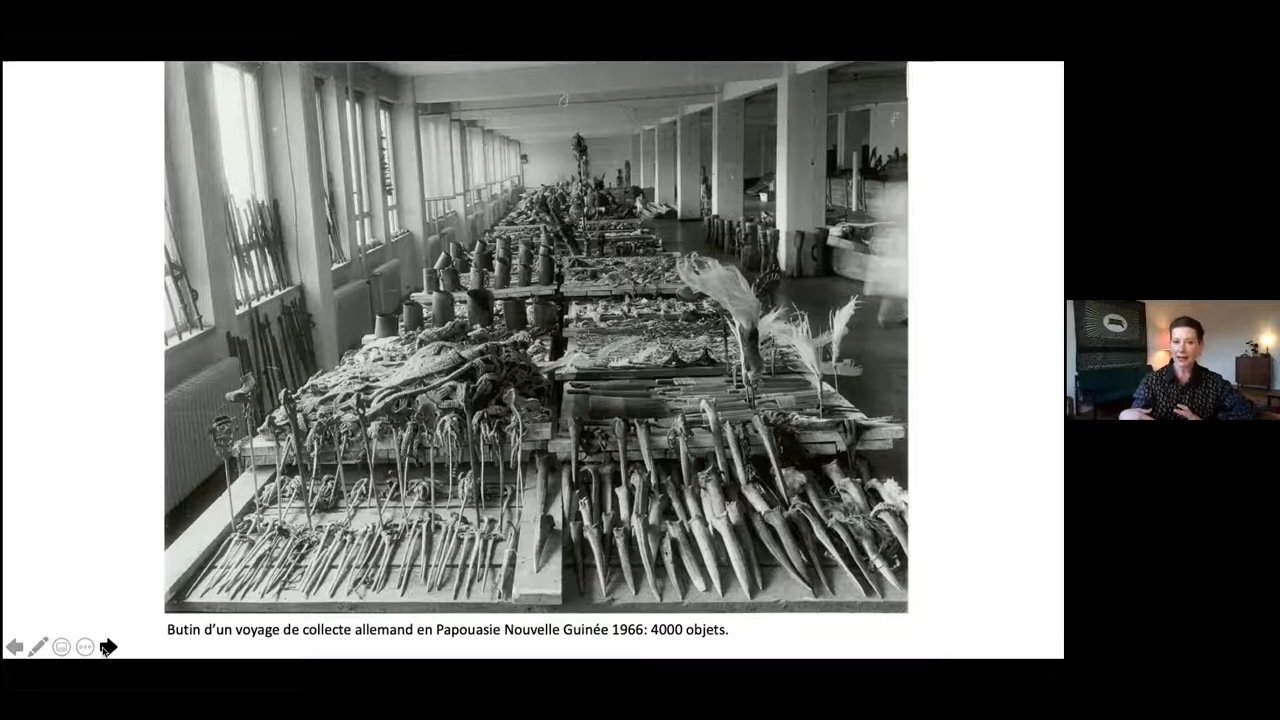 Butin d’un voyage de collecte allemand en Papouasie Nouvelle Guinée 1966: 4000 objets.